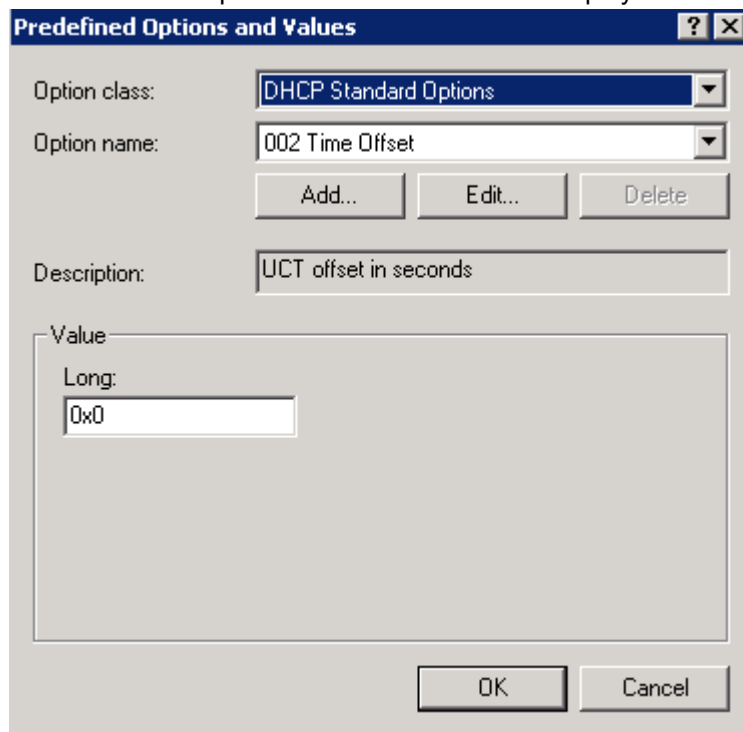 Predefined Options and Values
Option class: DHCP Standard Options
Option name: 002 Time Offset
Add... Edit... Delete
Description: UCT offset in seconds
Value
Long:
0x0
OK Cancel